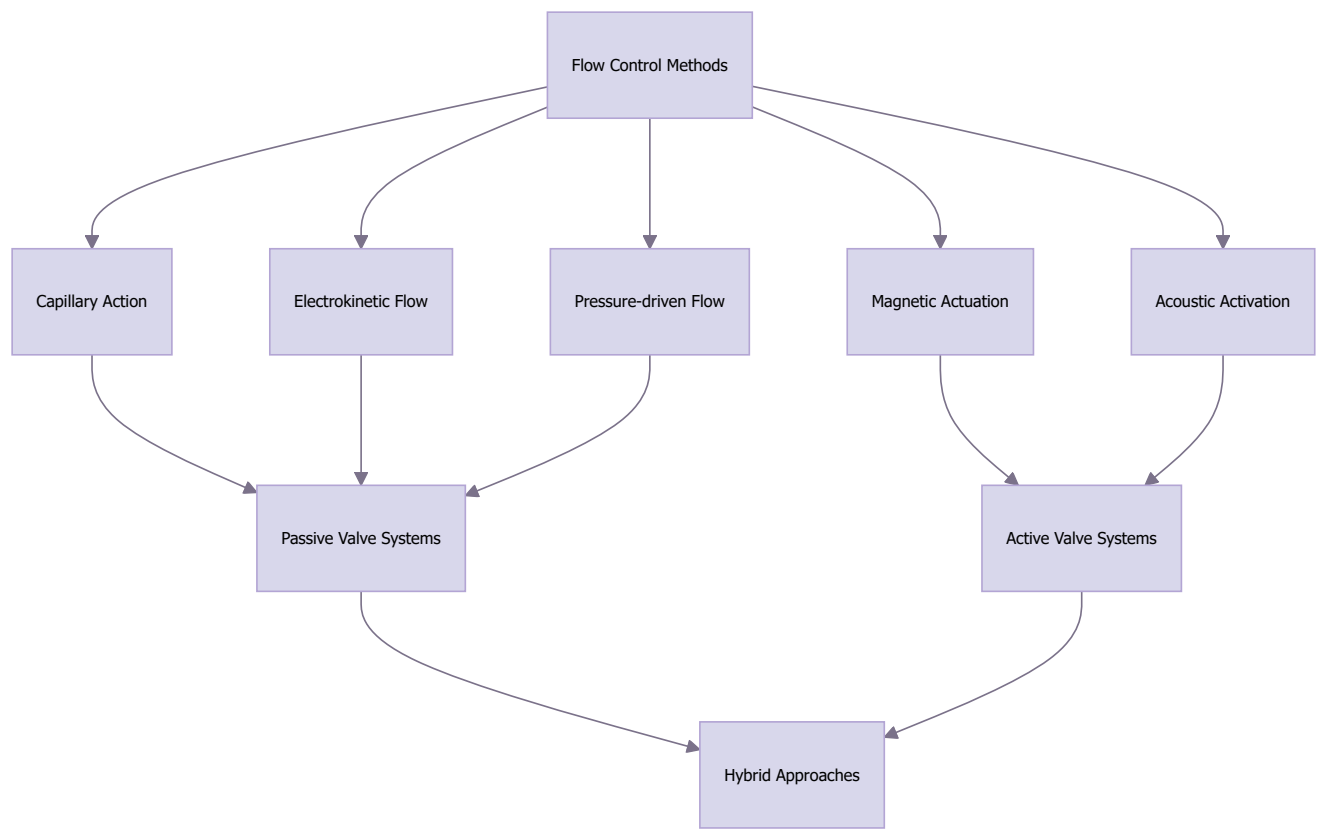 Flow Control Methods
Capillary Action
Electrokinetic Flow
Pressure-driven Flow
Magnetic Actuation
Acoustic Activation
Passive Valve Systems
Active Valve Systems
Hybrid Approaches